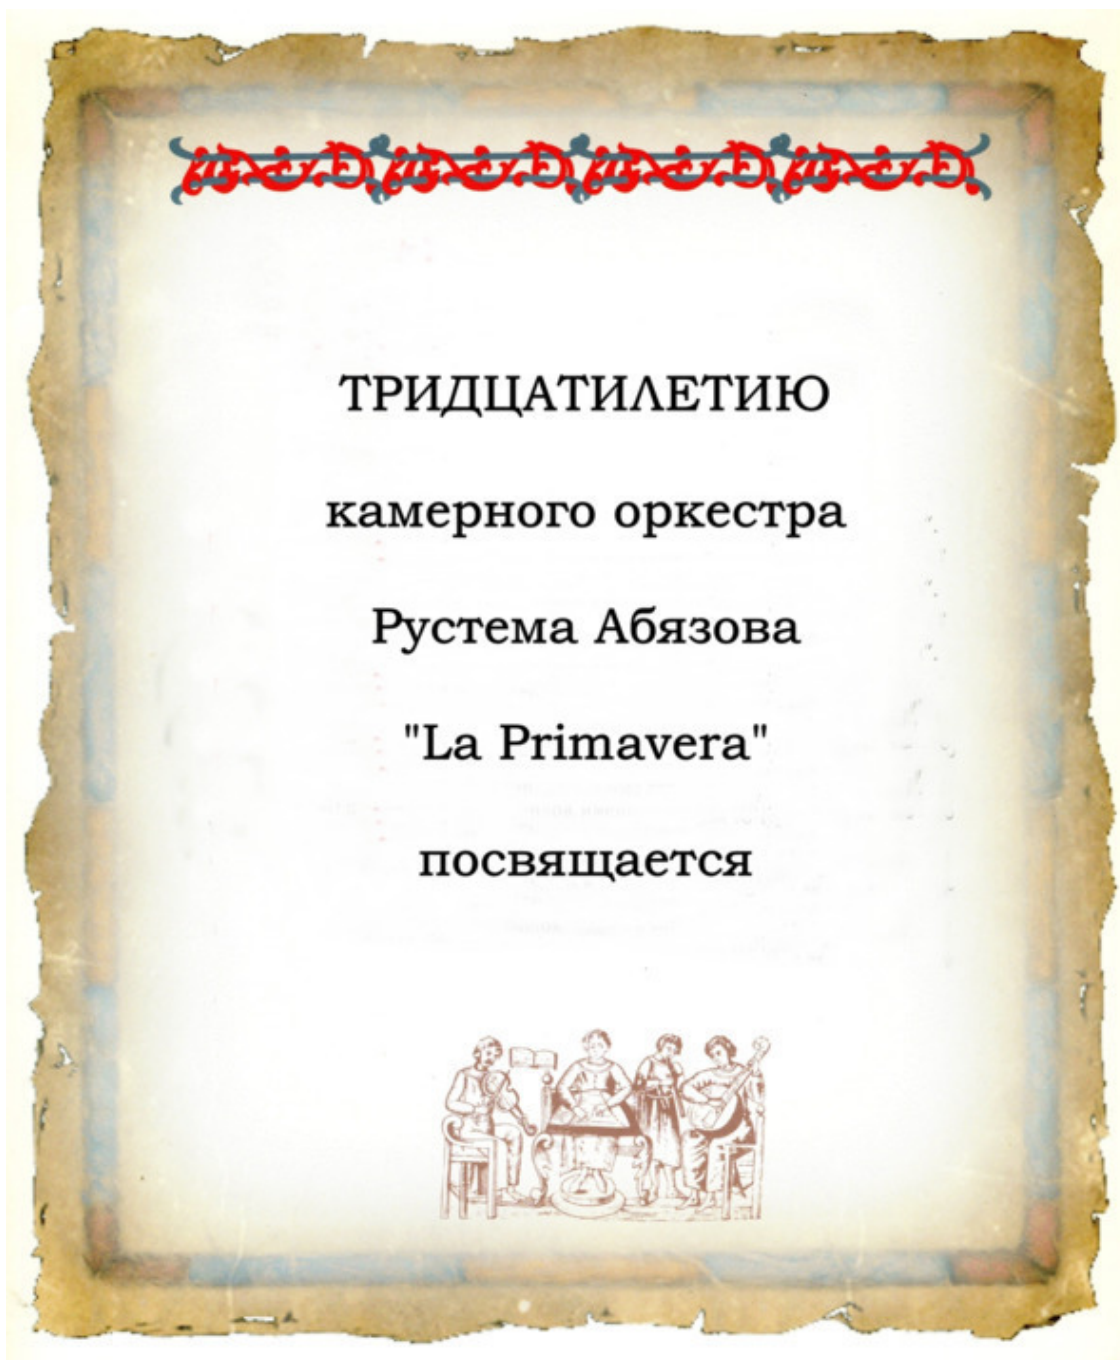 ТРИДЦАТИЛЕТИЮ
камерного оркестра
Рустема Абязова
"La Primavera"
посвящается